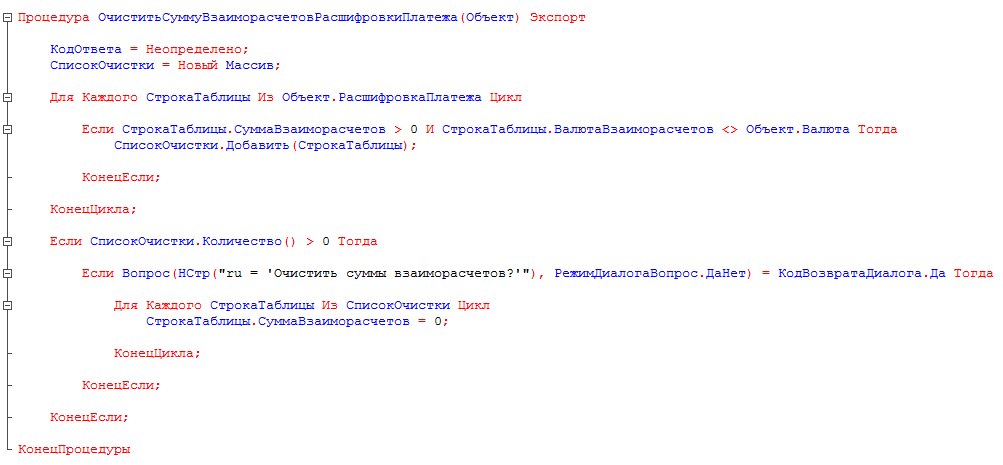 Процедура ОчиститьСуммуВзаиморасчетовРасшифровкиПлатежа(Объект) Экспорт
КодОтвета = Неопределено;
СписокОчистки = Новый Массив;
Для Каждого СтрокаТаблицы Из Объект.РасшифровкаПлатежа Цикл
Если СтрокаТаблицы.СуммаВзаиморасчетов > 0 И СтрокаТаблицы.ВалютаВзаиморасчетов <> Объект.Валюта Тогда
СписокОчистки.Добавить(СтрокаТаблицы);
КонецЕсли;
КонецЦикла;
Если СписокОчистки.Количество() > 0 Тогда
Если Вопрос(НСтр("ru = 'Очистить суммы взаиморасчетов?'"), РежимДиалогаВопрос.ДаНет) = КодВозвратаДиалога.Да Тогда
Для Каждого СтрокаТаблицы Из СписокОчистки Цикл
СтрокаТаблицы.СуммаВзаиморасчетов = 0;
КонецЦикла;
КонецЕсли;
КонецЕсли;
КонецПроцедуры